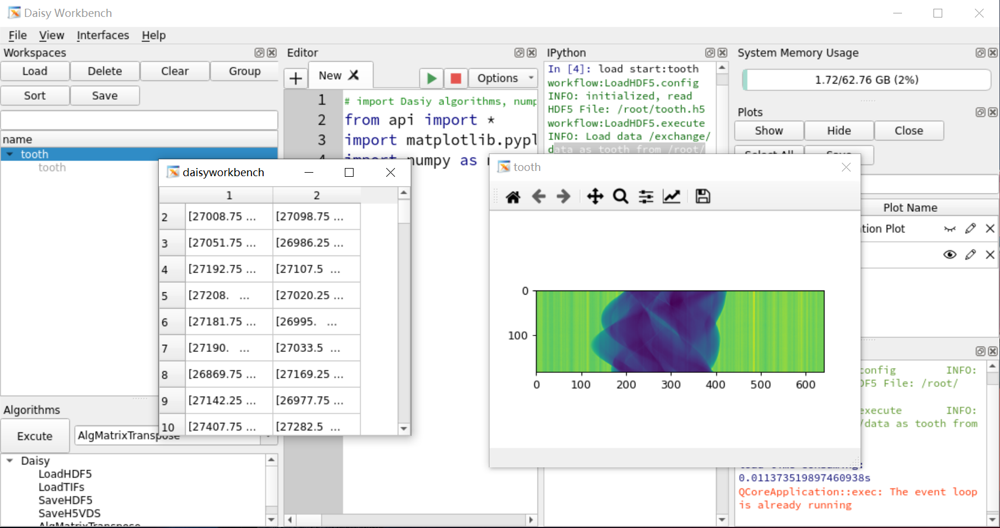 Daisy Workbench
File View Interfaces Help
Workspaces
Load Delete Clear Group
Sort Save
name
tooth
tooth
Algorithms
Excute AlgMatrixTranspose
Daisy
LoadHDF5
LoadTIFs
SaveHDF5
SaveH5VDS
AlgMatrixTranspose
Editor
New
Options
1 # import Dasiy algorithms, nump
2 from api import *
3 import matplotlib.pypl
4 import numpy as n
IPython
In [4]: load start:tooth
workflow:LoadHDF5.config
INFO: initialized, read
HDF5 File: /root/tooth.h5
workflow:LoadHDF5.execute
INFO: Load data /exchange/
data as tooth from /root/
System Memory Usage
1.72/62.76 GB (2%)
Plots
Show Hide Close
Select All Save
Plot Name
tion Plot
daisyworkbench
1 2
2 [27008.75 ... [27098.75 ...
3 [27051.75 ... [26986.25 ...
4 [27192.75 ... [27107.5 ...
5 [27208. ... [27020.25 ...
6 [27181.75 ... [26995. ...
7 [27190. ... [27033.5 ...
8 [26869.75 ... [27169.25 ...
9 [27142.25 ... [26977.75 ...
10 [27407.75 ... [27282.5 ...
tooth
0
100
0 100 200 300 400 500 600
config INFO:
DF5 File: /root/
execute INFO:
/data as tooth from
0.011373519897460938s
QCoreApplication::exec: The event loop
is already running